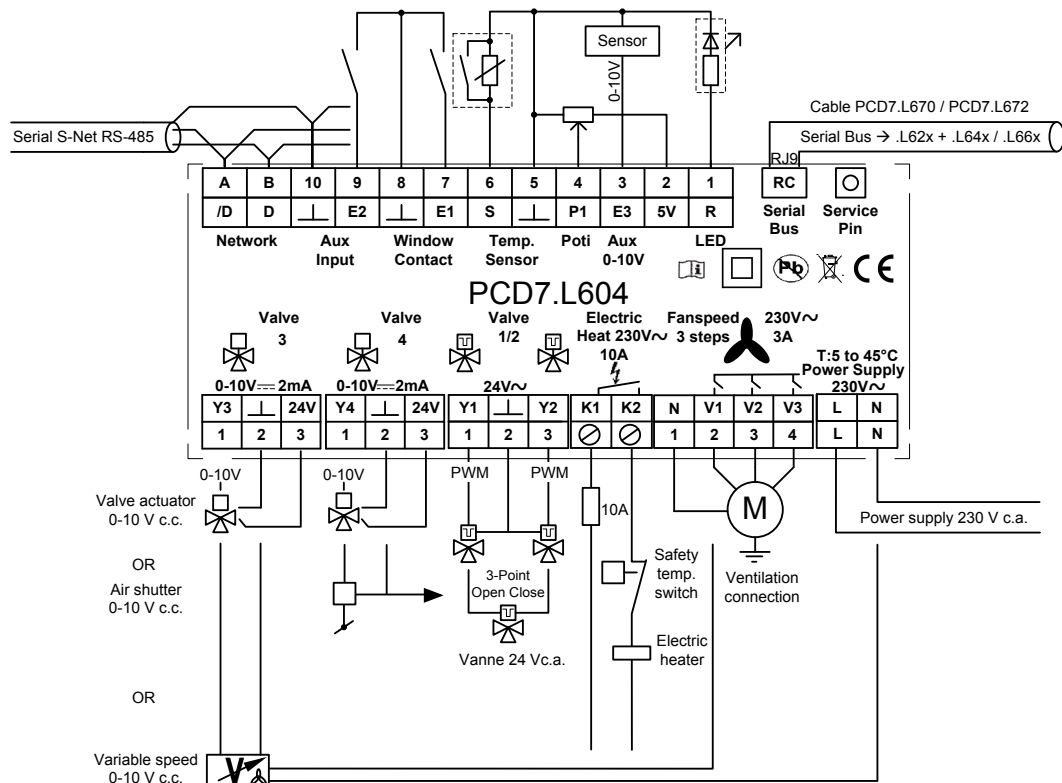 Sensor
0-10V
Cable PCD7.L670 / PCD7.L672
Serial S-Net RS-485
Serial Bus → .L62x + .L64x / .L66x
RJ9
A B 10 9 8 7 6 5 4 3 2 1
RC
/D D ⊥ E2 ⊥ E1 S ⊥ P1 E3 5V R
Serial Bus
Service Pin
Network
Aux Input
Window Contact
Temp. Sensor
Poti
Aux 0-10V
LED
i
Pb
CE
PCD7.L604
Valve 3
Valve 4
Valve 1/2
Electric Heat 230V~ 10A
Fanspeed 3 steps
230V~ 3A
T:5 to 45°C
Power Supply
230V~
0-10V⎓2mA
0-10V⎓2mA
24V~
Y3 ⊥ 24V
Y4 ⊥ 24V
Y1 ⊥ Y2
K1 K2
N V1 V2 V3
L N
1 2 3
1 2 3
1 2 3
1 2 3 4
L N
0-10V
0-10V
PWM
PWM
Valve actuator
0-10 V c.c.
10A
M
Power supply 230 V c.a.
OR
Air shutter
0-10 V c.c.
3-Point
Open Close
Safety temp. switch
Ventilation connection
Vanne 24 Vc.a.
Electric heater
OR
Variable speed
0-10 V c.c.
V